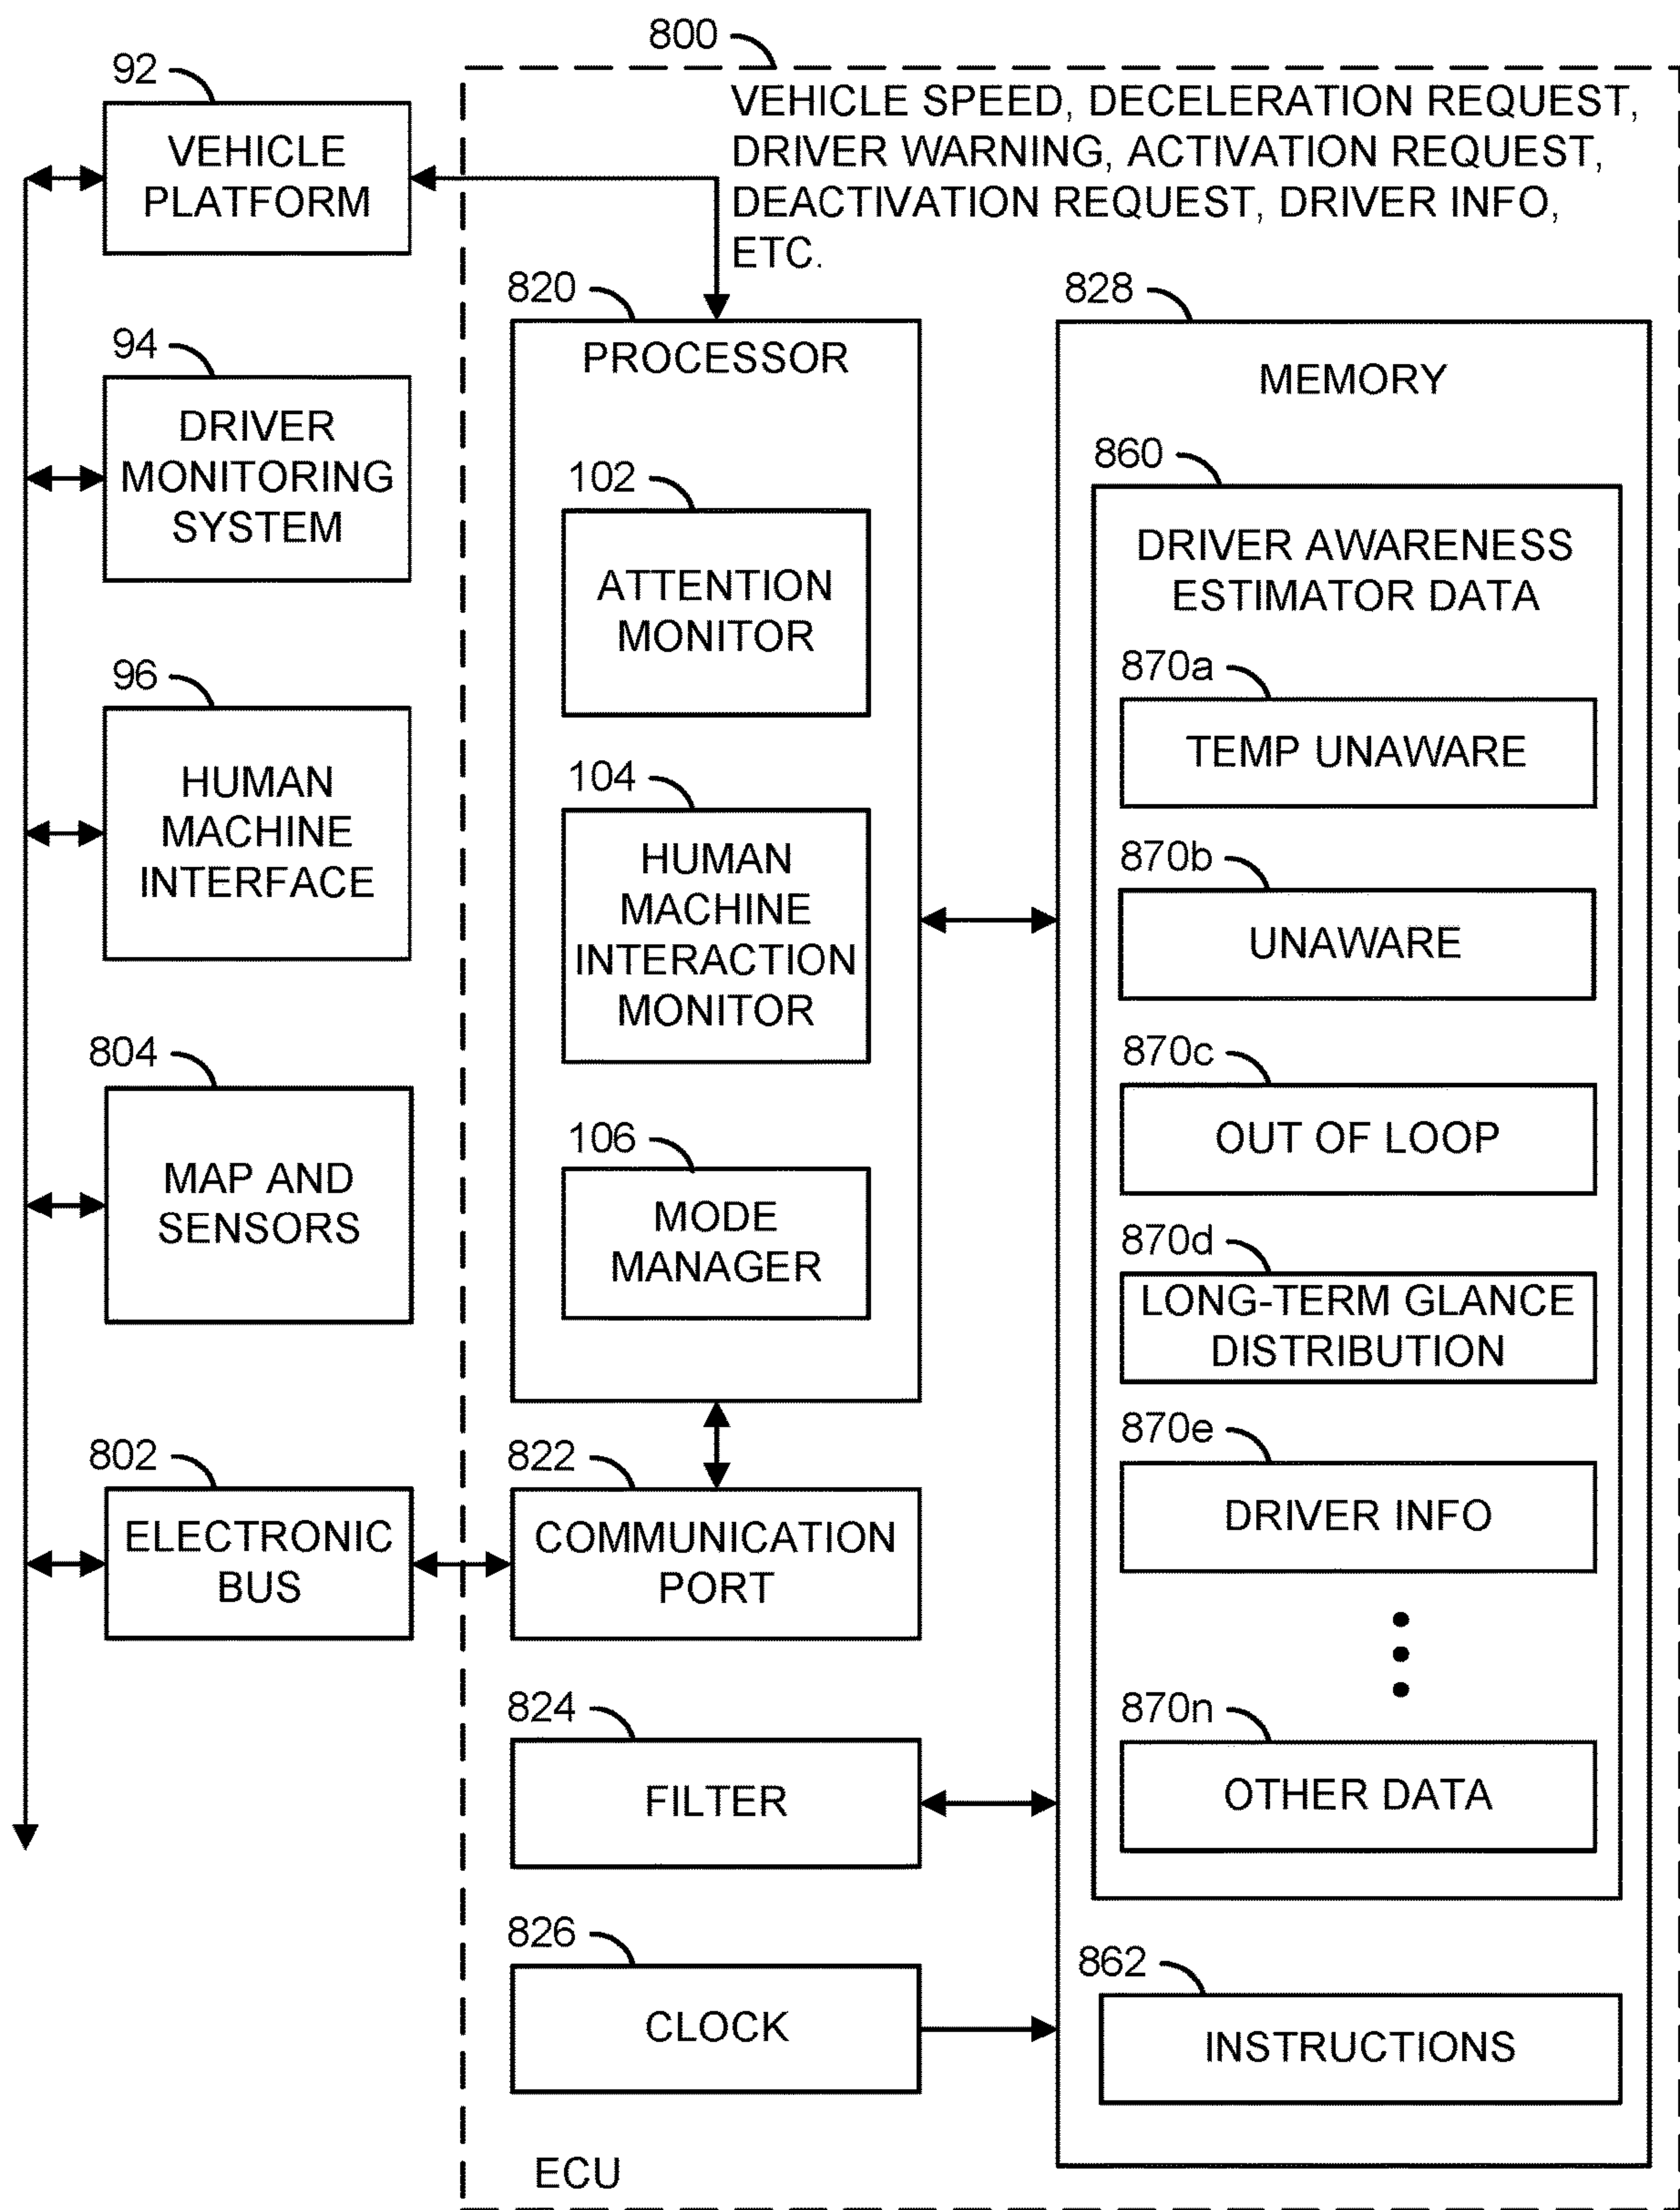 800
VEHICLE SPEED, DECELERATION REQUEST,
DRIVER WARNING, ACTIVATION REQUEST,
DEACTIVATION REQUEST, DRIVER INFO,
ETC.
92
VEHICLE
PLATFORM
94
DRIVER
MONITORING
SYSTEM
96
HUMAN
MACHINE
INTERFACE
804
MAP AND
SENSORS
802
ELECTRONIC
BUS
820
PROCESSOR
102
ATTENTION
MONITOR
104
HUMAN
MACHINE
INTERACTION
MONITOR
106
MODE
MANAGER
822
COMMUNICATION
PORT
824
FILTER
826
CLOCK
828
MEMORY
860
DRIVER AWARENESS
ESTIMATOR DATA
870a
TEMP UNAWARE
870b
UNAWARE
870c
OUT OF LOOP
870d
LONG-TERM GLANCE
DISTRIBUTION
870e
DRIVER INFO
870n
OTHER DATA
862
INSTRUCTIONS
ECU